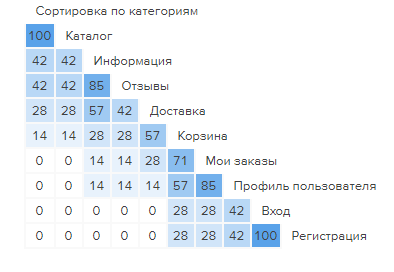 Сортировка по категориям
100 Каталог
42 42 Информация
42 42 85 Отзывы
28 28 57 42 Доставка
14 14 28 28 57 Корзина
0 0 14 14 28 71 Мои заказы
0 0 14 14 14 57 85 Профиль пользователя
0 0 0 0 0 28 28 42 Вход
0 0 0 0 0 28 28 42 100 Регистрация